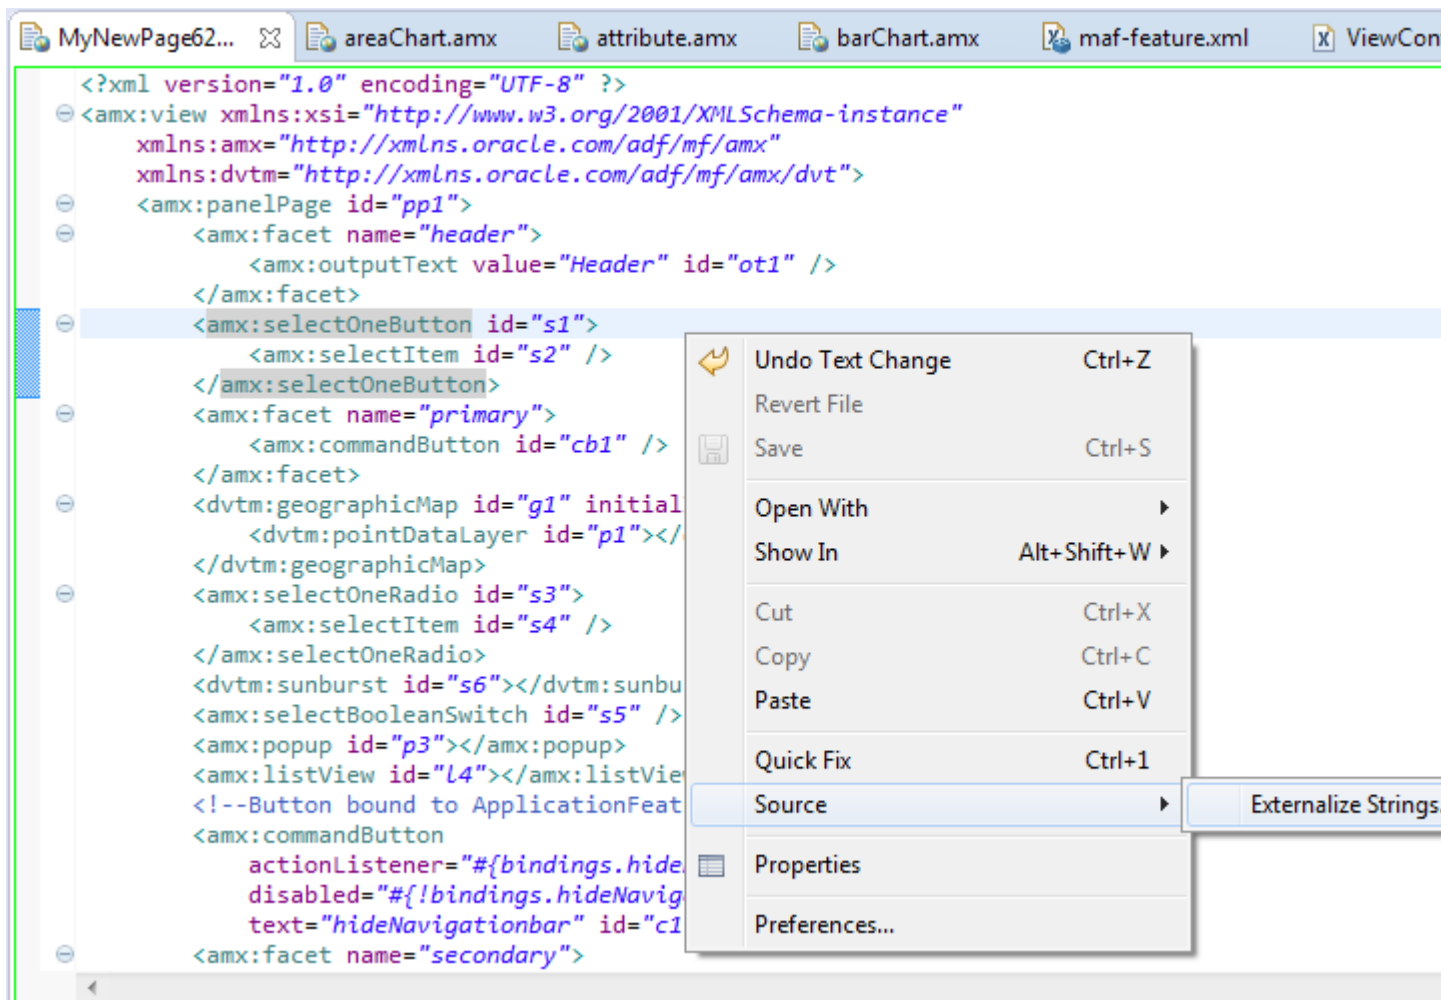 MyNewPage62... areaChart.amx attribute.amx barChart.amx maf-feature.xml ViewCon
<?xml version="1.0" encoding="UTF-8" ?>
<amx:view xmlns:xsi="http://www.w3.org/2001/XMLSchema-instance"
xmlns:amx="http://xmlns.oracle.com/adf/mf/amx"
xmlns:dvtm="http://xmlns.oracle.com/adf/mf/amx/dvt">
<amx:panelPage id="pp1">
<amx:facet name="header">
<amx:outputText value="Header" id="ot1" />
</amx:facet>
<amx:selectOneButton id="s1">
<amx:selectItem id="s2" />
</amx:selectOneButton>
<amx:facet name="primary">
<amx:commandButton id="cb1" />
</amx:facet>
<dvtm:geographicMap id="g1" initial
<dvtm:pointDataLayer id="p1"></
</dvtm:geographicMap>
<amx:selectOneRadio id="s3">
<amx:selectItem id="s4" />
</amx:selectOneRadio>
<dvtm:sunburst id="s6"></dvtm:sunbu
<amx:selectBooleanSwitch id="s5" />
<amx:popup id="p3"></amx:popup>
<amx:listView id="l4"></amx:listVie
<!--Button bound to ApplicationFeat
<amx:commandButton
actionListener="#{bindings.hide
disabled="#{!bindings.hideNavig
text="hideNavigationbar" id="c1
<amx:facet name="secondary">
Undo Text Change Ctrl+Z
Revert File
Save Ctrl+S
Open With
Show In Alt+Shift+W
Cut Ctrl+X
Copy Ctrl+C
Paste Ctrl+V
Quick Fix Ctrl+1
Source
Externalize Strings.
Properties
Preferences...